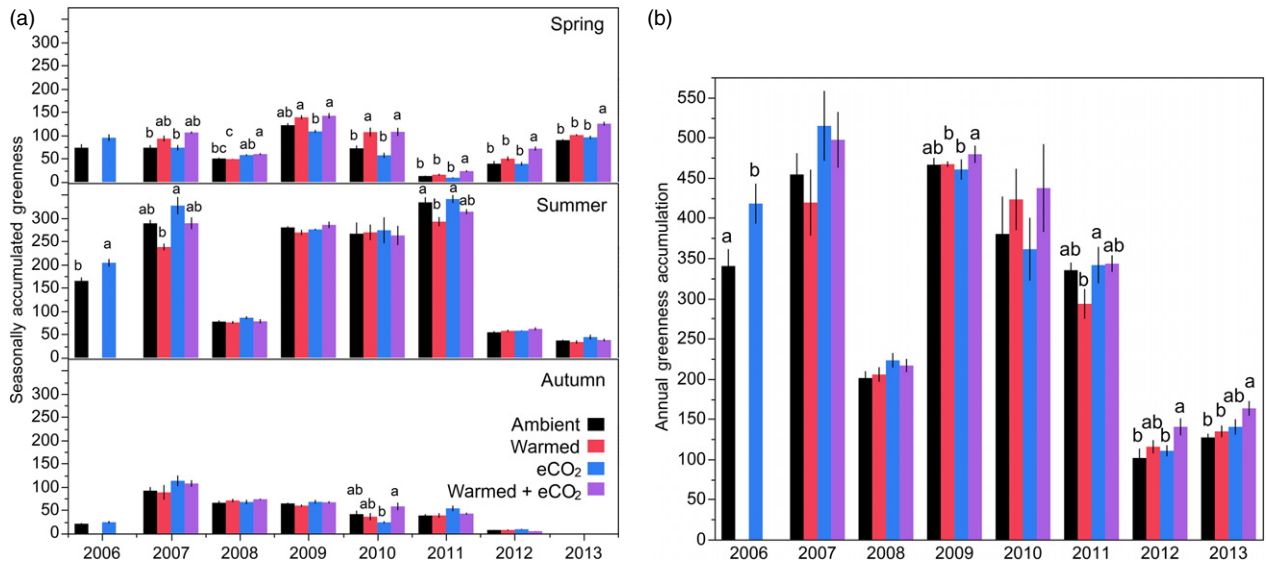 (a)
Spring
Seasonally accumulated greenness
300
250
200
150
100
50
0
b ab b ab
bc c ab a
ab a b a
b a b a
b b b a
b b b a
b b b a
Summer
300
250
200
150
100
50
0
b a
ab b a ab
a b a ab
Autumn
300
250
200
150
100
50
0
ab ab b a
Ambient
Warmed
eCO₂
Warmed + eCO₂
2006 2007 2008 2009 2010 2011 2012 2013
(b)
Annual greenness accumulation
550
500
450
400
350
300
250
200
150
100
50
0
a b
ab b b a
ab b a ab
b ab b a
b b ab a
2006 2007 2008 2009 2010 2011 2012 2013